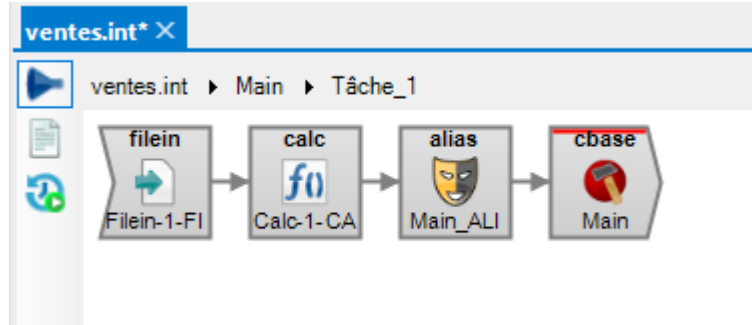 ventes.int*
ventes.int Main Tâche_1
filein calc alias cbase
f()
Filein-1-FI Calc-1-CA Main_ALI Main